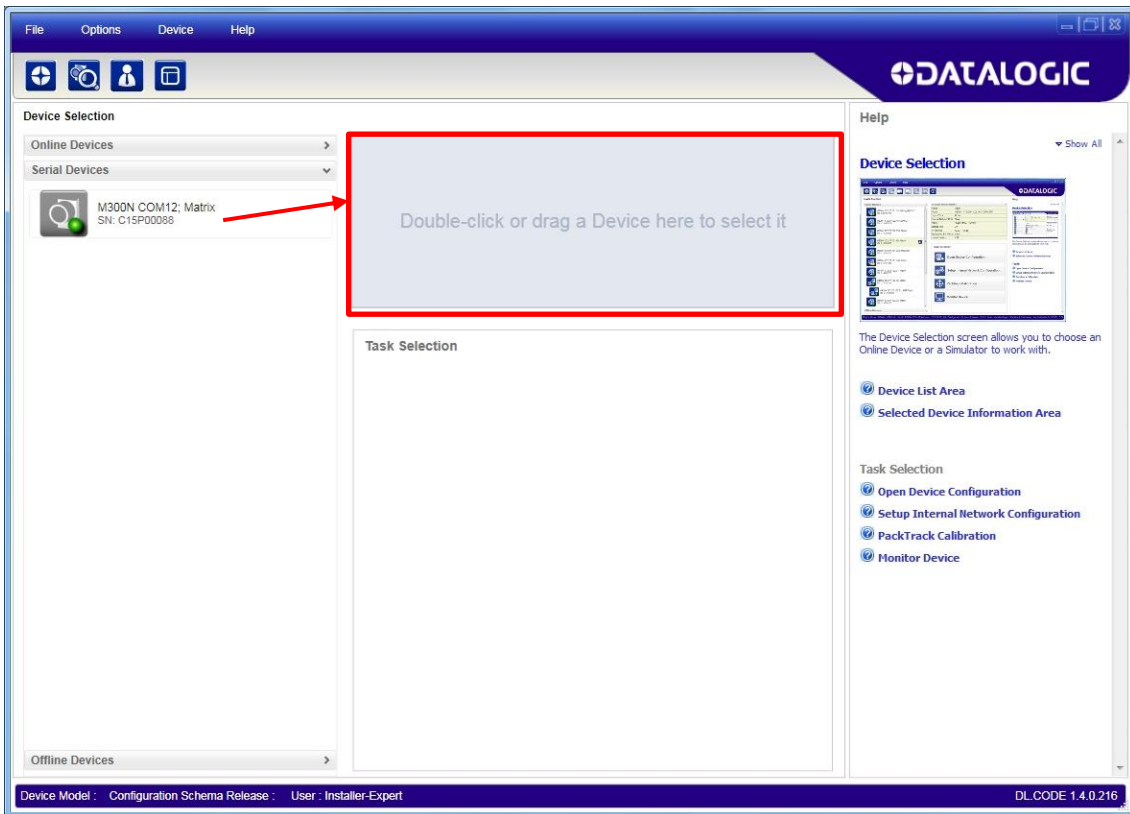 File Options Device Help
DATALOGIC
Device Selection
Online Devices
Serial Devices
M300N COM12; Matrix
SN: C15P00088
Double-click or drag a Device here to select it
Task Selection
Offline Devices
Help
Show All
Device Selection
The Device Selection screen allows you to choose an
Online Device or a Simulator to work with.
Device List Area
Selected Device Information Area
Task Selection
Open Device Configuration
Setup Internal Network Configuration
PackTrack Calibration
Monitor Device
Device Model : Configuration Schema Release : User : Installer-Expert DL.CODE 1.4.0.216